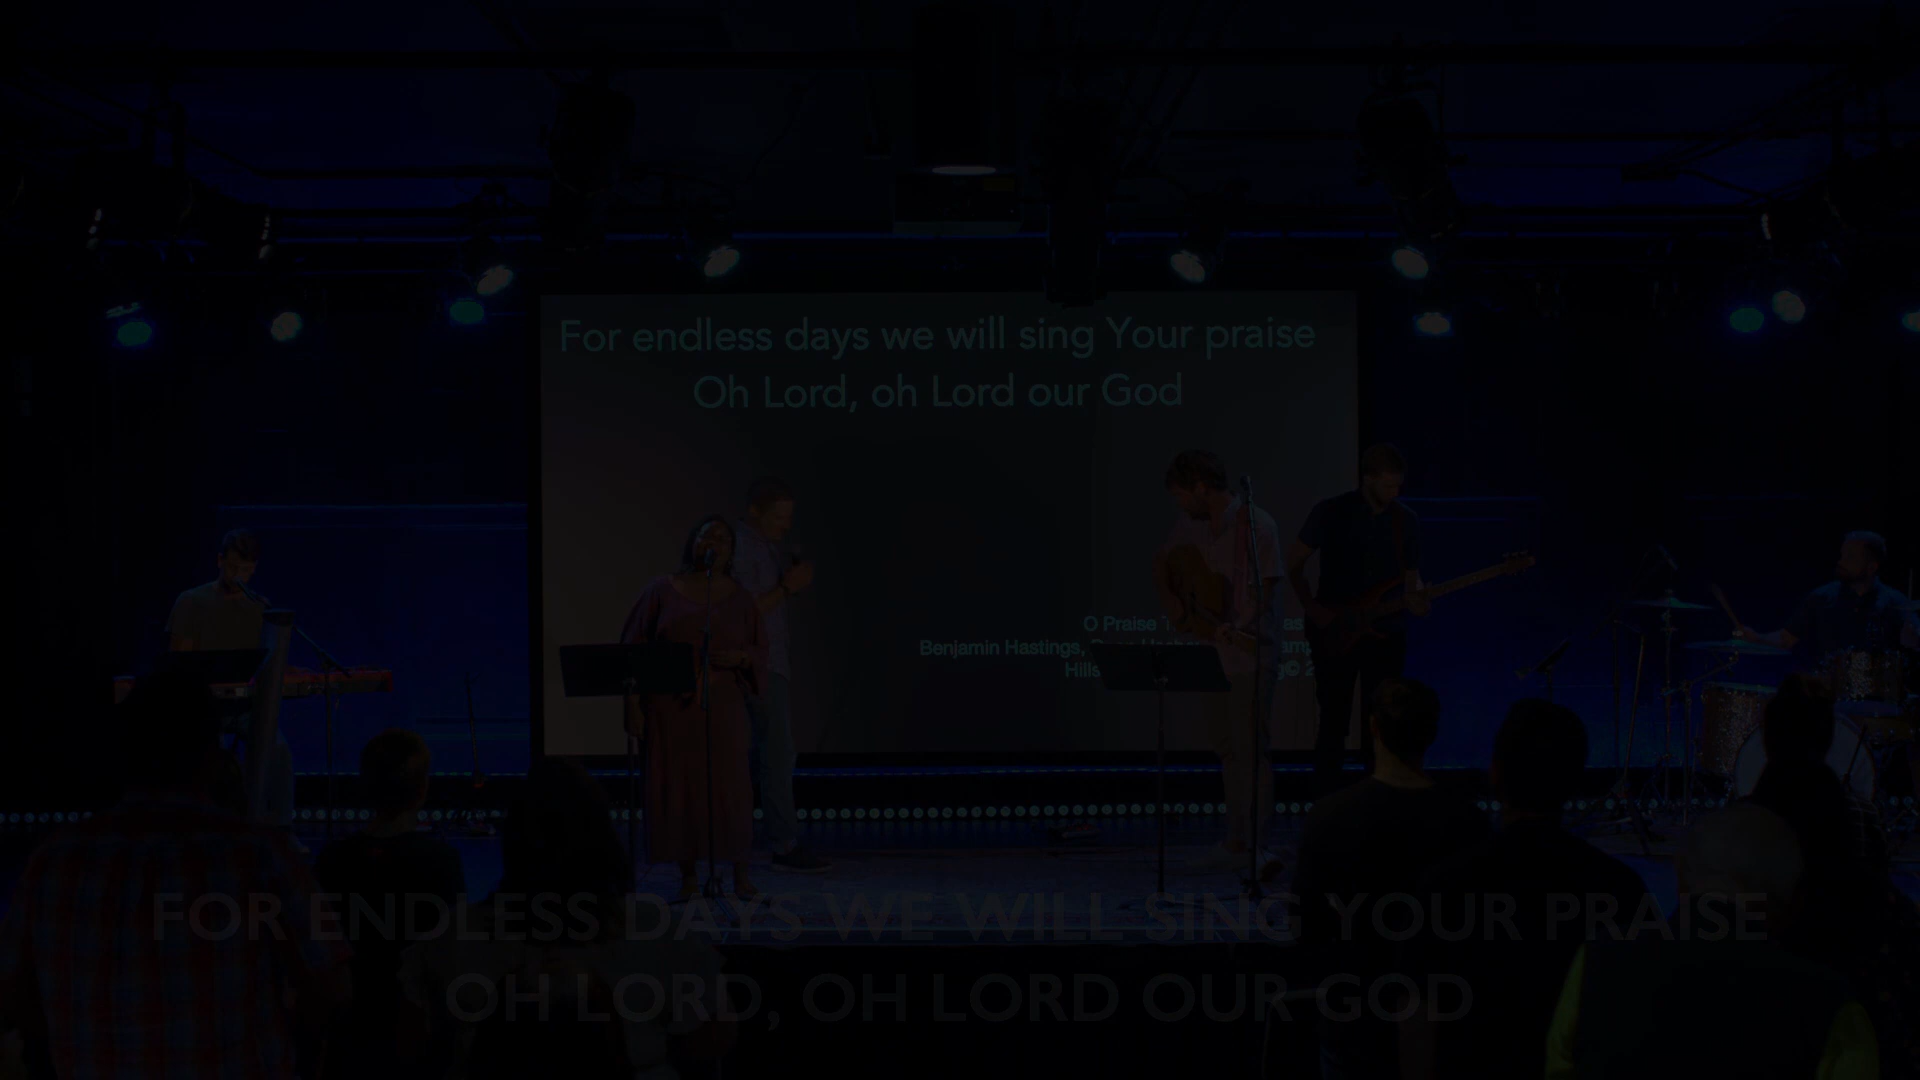 For endless days we will sing Your praise
Oh Lord, oh Lord our God
O Praise
Benjamin Hastings,
FOR ENDLESS DAYS WE WILL SING YOUR PRAISE
OH LORD, OH LORD OUR GOD